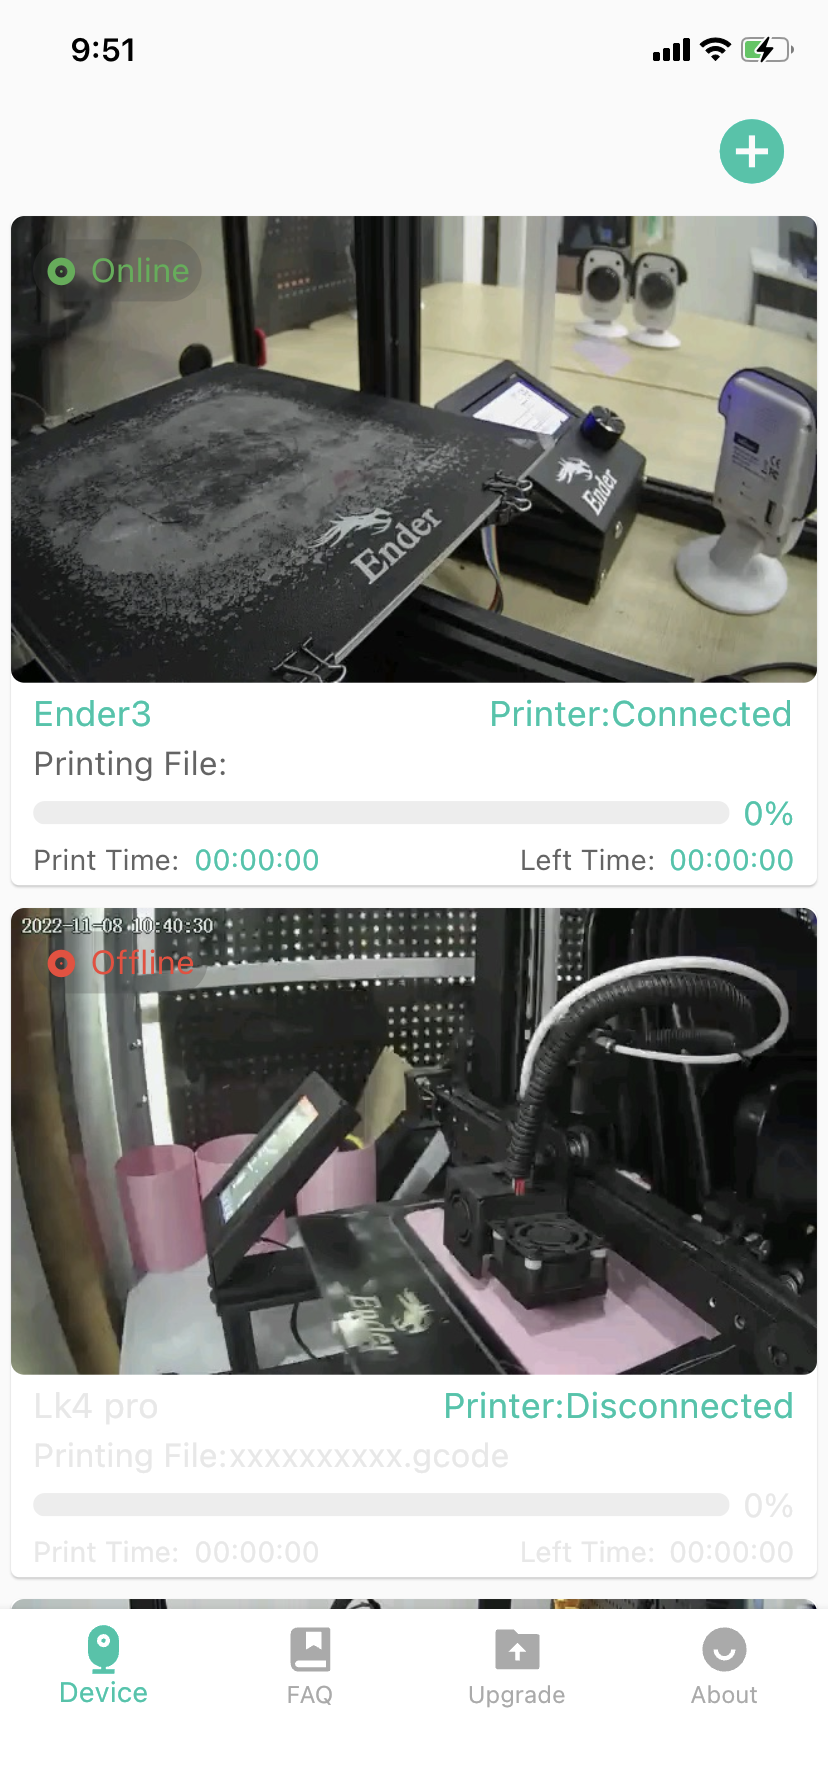 9:51
Online
Ender
Ender
Ender3 Printer:Connected
Printing File:
0%
Print Time: 00:00:00 Left Time: 00:00:00
2022-11-08 10:40:30
Offline
Ender
Lk4 pro Printer:Disconnected
Printing File:xxxxxxxxxx.gcode
0%
Print Time: 00:00:00 Left Time: 00:00:00
Device FAQ Upgrade About